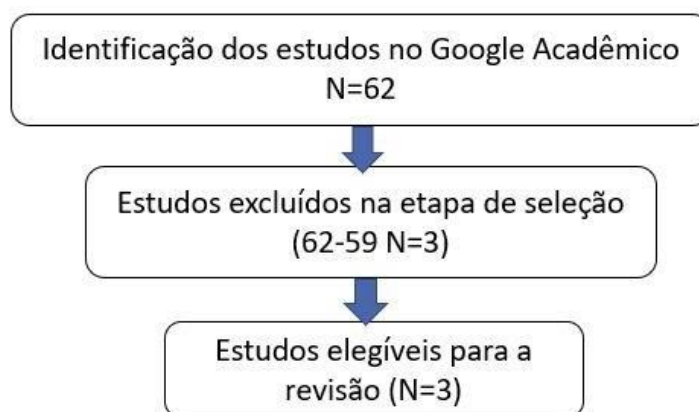 Identificação dos estudos no Google Acadêmico
N=62
Estudos excluídos na etapa de seleção
(62-59 N=3)
Estudos elegíveis para a
revisão (N=3)